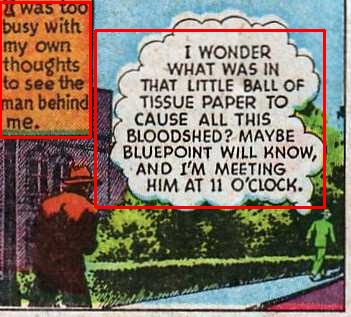 It was too
busy with
my own
thoughts
to see the
man behind
me.
I WONDER
WHAT WAS IN
THAT LITTLE BALL OF
TISSUE PAPER TO
CAUSE ALL THIS
BLOODSHED? MAYBE
BLUEPOINT WILL KNOW,
AND I'M MEETING
HIM AT 11 O'CLOCK.